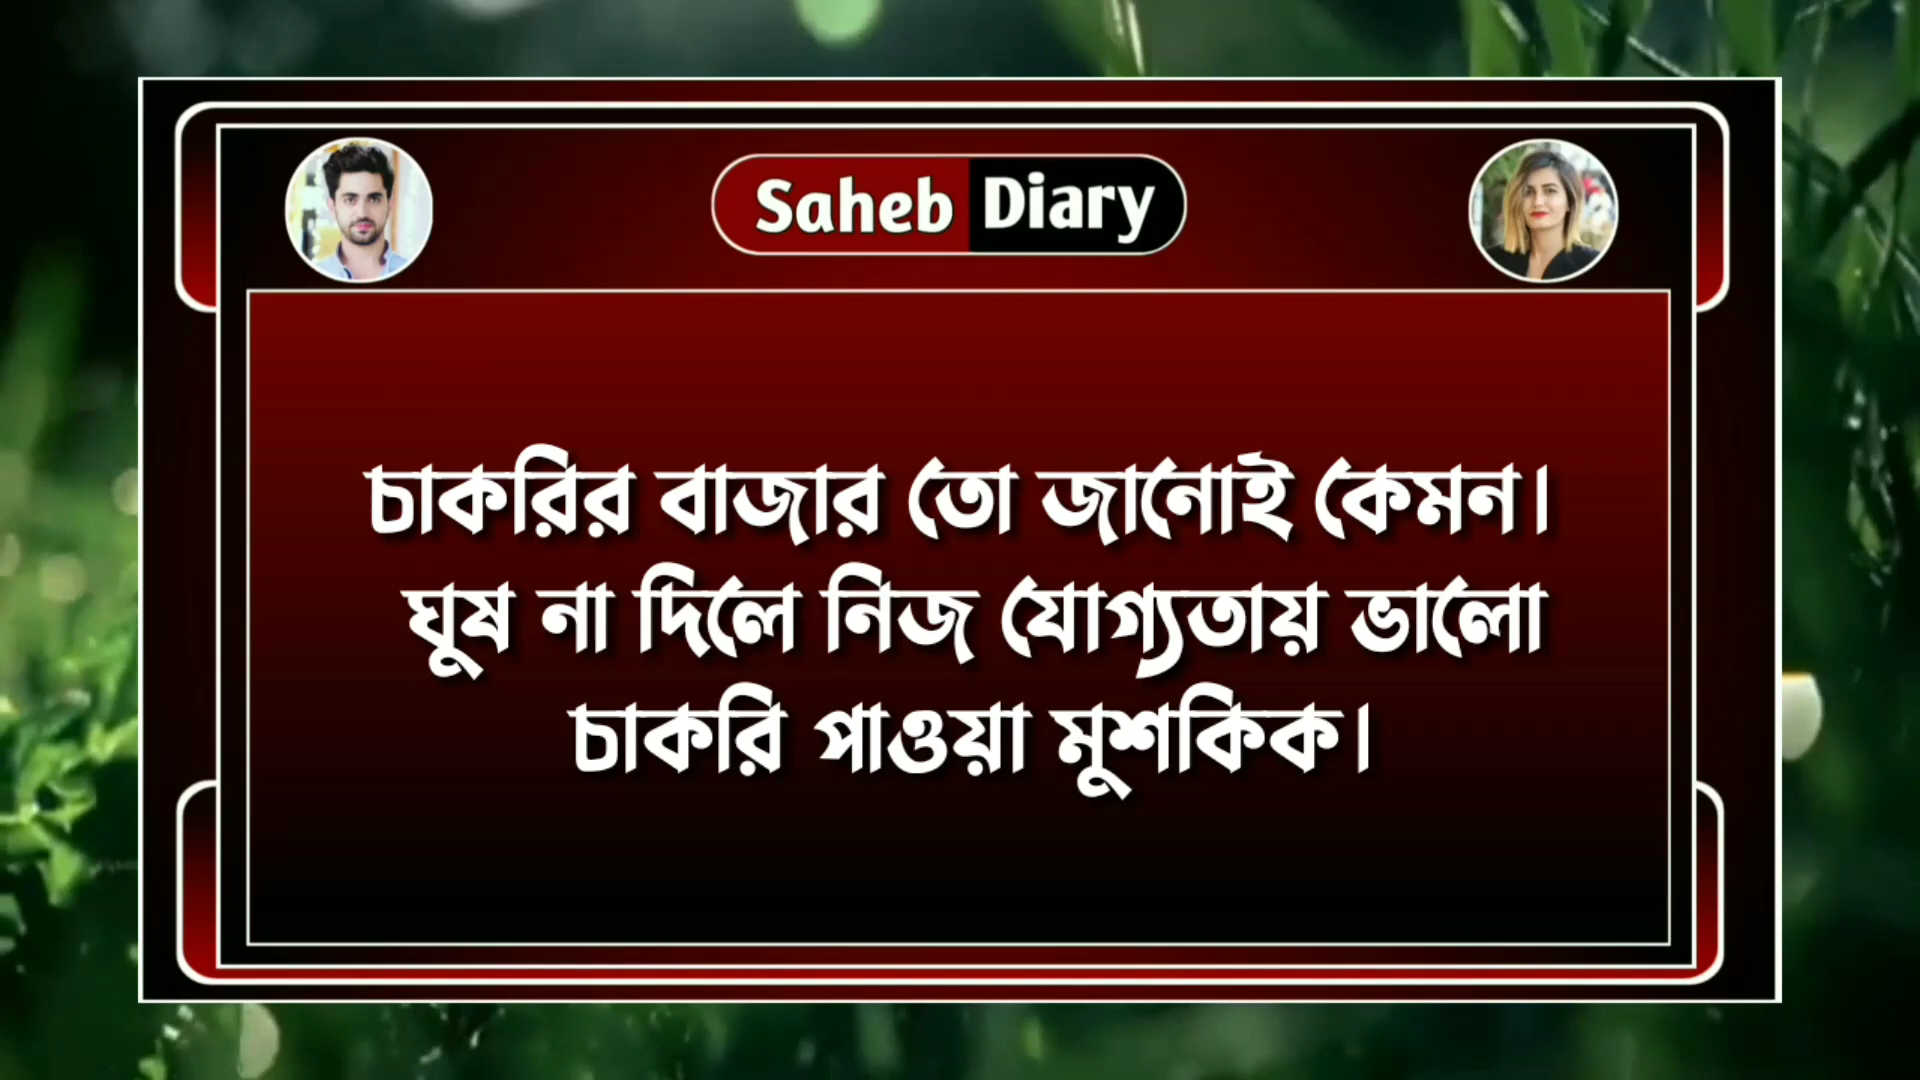 Saheb Diary
চাকরির বাজার তো জানোই কেমন।
ঘুষ না দিলে নিজ যোগ্যতায় ভালো
চাকরি পাওয়া মুশকিক।